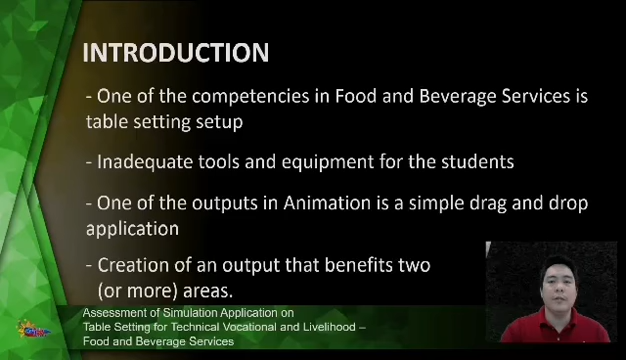 INTRODUCTION
- One of the competencies in Food and Beverage Services is
table setting setup
- Inadequate tools and equipment for the students
- One of the outputs in Animation is a simple drag and drop
application
- Creation of an output that benefits two
(or more) areas.
Assessment of Simulation Application on
Table Setting for Technical Vocational and Livelihood –
Food and Beverage Services